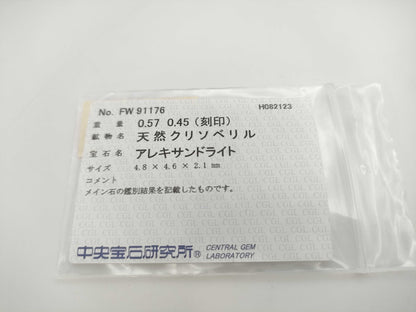 No. FW 91176 H082123
重 量 0.57 0.45 (刻印)
鉱物名 天然クリソベリル
宝石名 アレキサンドライト
サイズ 4.8 × 4.6 × 2.1 mm
コメント
メイン石の鑑別結果を記載したものです。
中央宝石研究所® CENTRAL GEM
LABORATORY